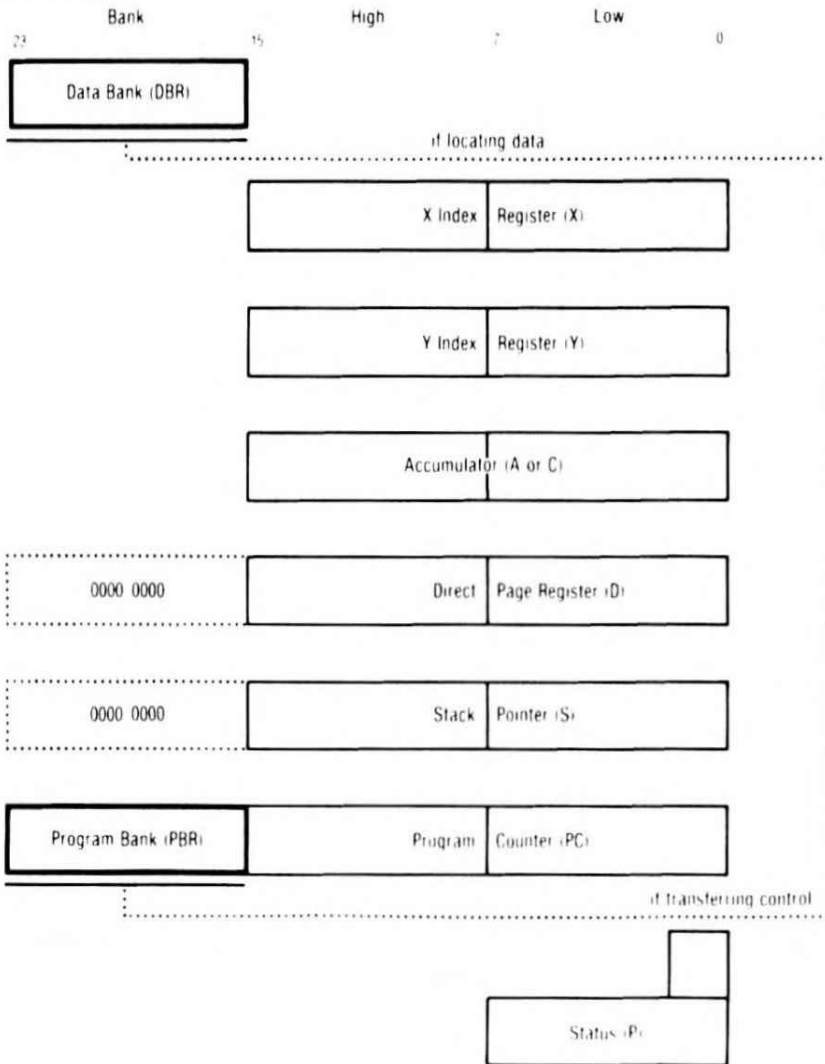 Bank High Low
23 15 7 0
Data Bank (DBR)
if locating data
X Index Register (X)
Y Index Register (Y)
Accumulator (A or C)
0000 0000 Direct Page Register (D)
0000 0000 Stack Pointer (S)
Program Bank (PBR) Program Counter (PC)
if transferring control
Status (P)